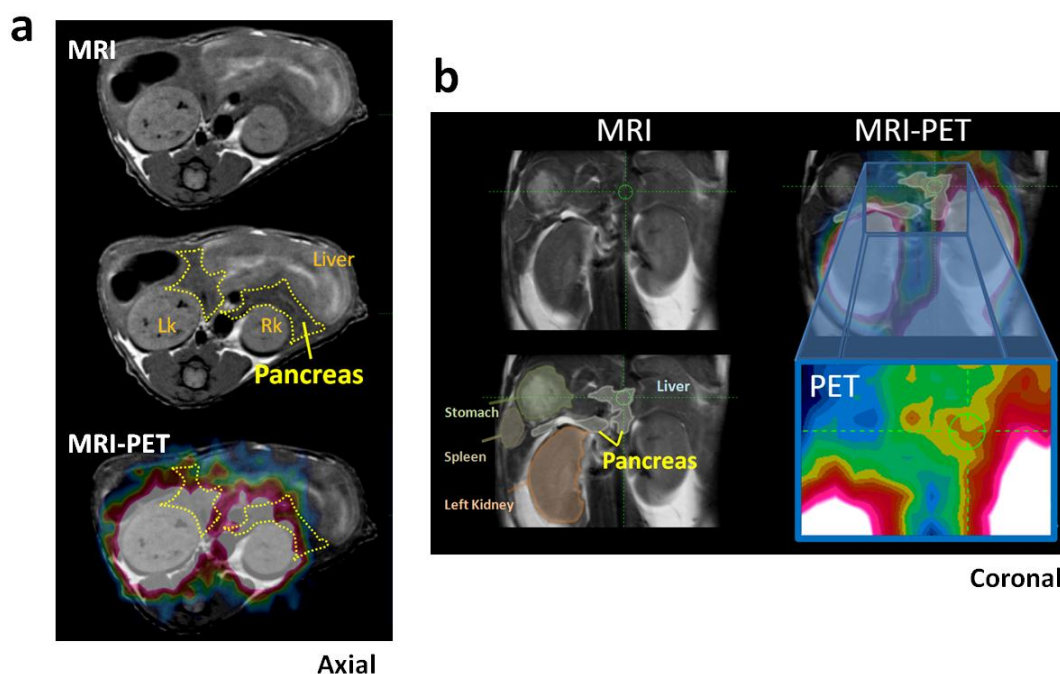 a
MRI
Liver
Lk
Rk
Pancreas
MRI-PET
Axial
b
MRI
MRI-PET
Stomach
Liver
Spleen
Pancreas
Left Kidney
PET
Coronal